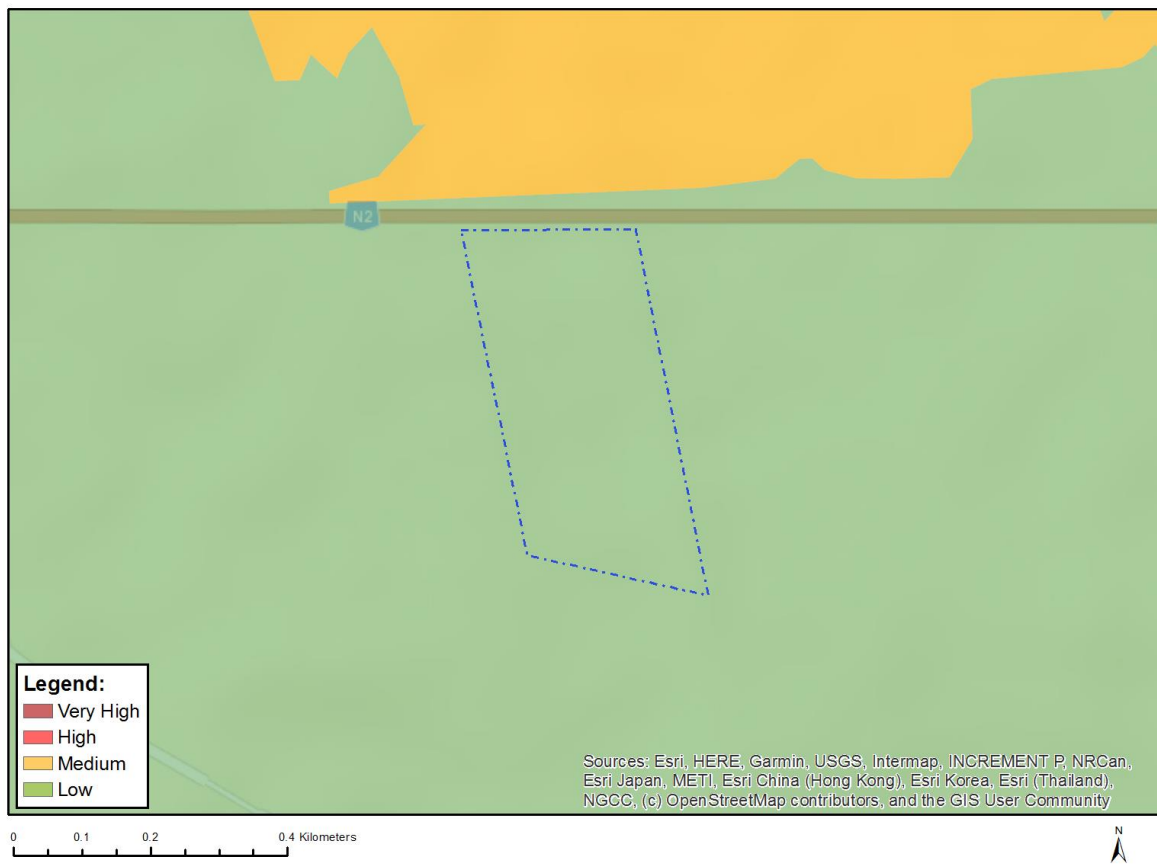 N2
Legend:
Very High
High
Medium
Low
Sources: Esri, HERE, Garmin, USGS, Intermap, INCREMENT P, NRCan,
Esri Japan, METI, Esri China (Hong Kong), Esri Korea, Esri (Thailand),
NGCC, (c) OpenStreetMap contributors, and the GIS User Community
0 0.1 0.2 0.4 Kilometers
N